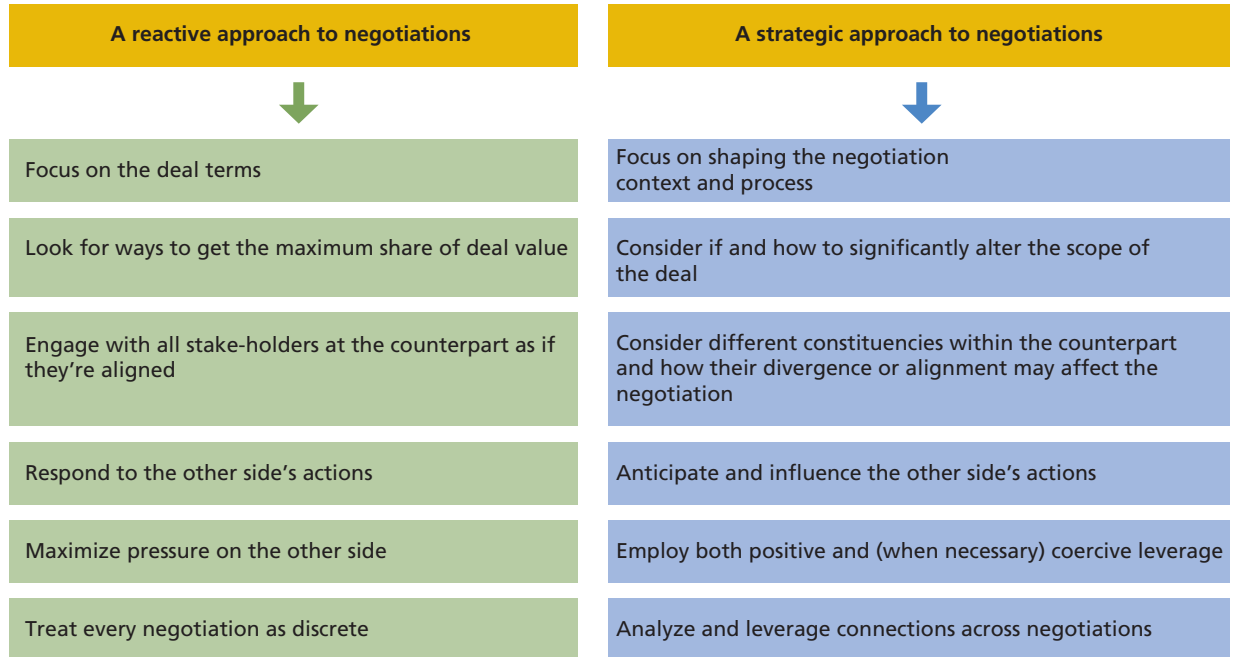 A reactive approach to negotiations
A strategic approach to negotiations
Focus on the deal terms
Focus on shaping the negotiation
context and process
Look for ways to get the maximum share of deal value
Consider if and how to significantly alter the scope of
the deal
Engage with all stake-holders at the counterpart as if
they’re aligned
Consider different constituencies within the counterpart
and how their divergence or alignment may affect the
negotiation
Respond to the other side’s actions
Anticipate and influence the other side’s actions
Maximize pressure on the other side
Employ both positive and (when necessary) coercive leverage
Treat every negotiation as discrete
Analyze and leverage connections across negotiations